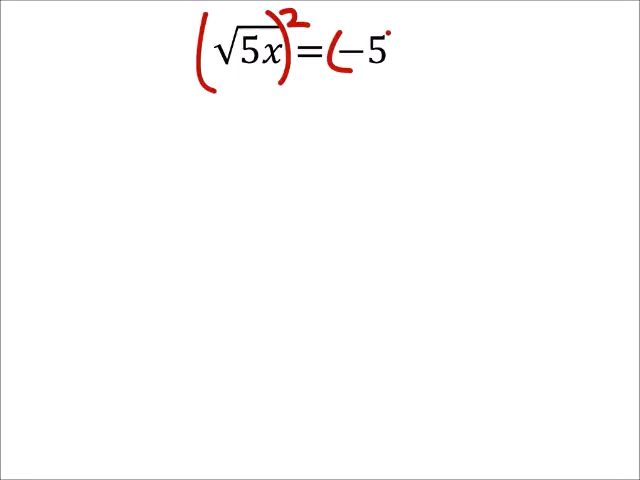 (√5x)² = (−5